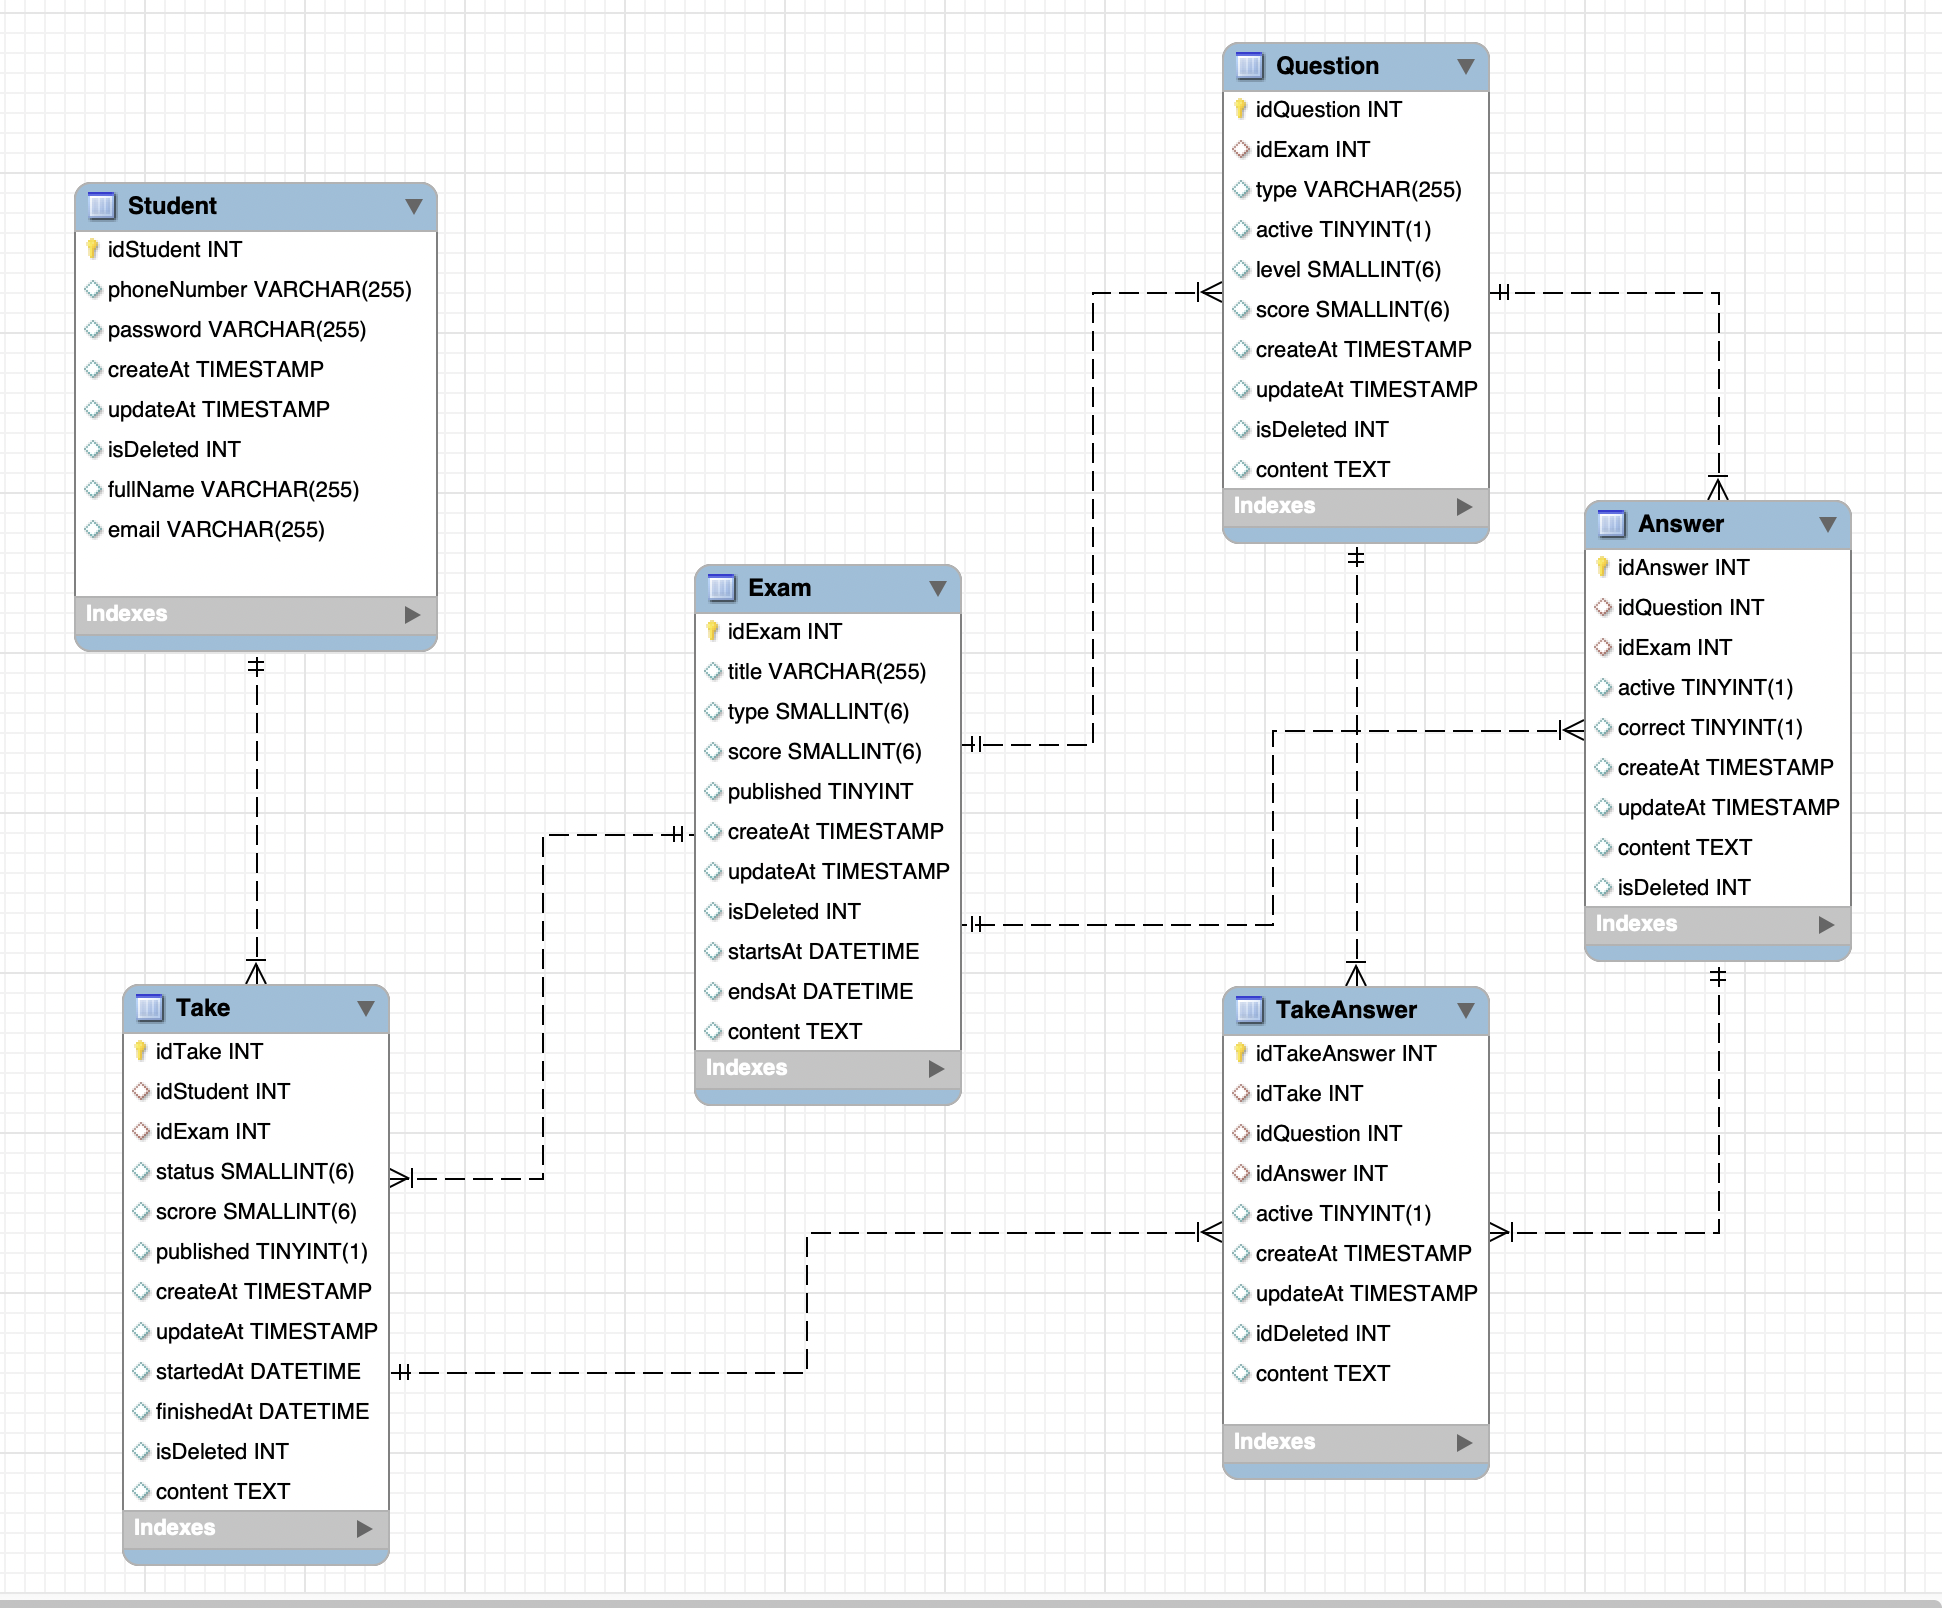 Student
idStudent INT
phoneNumber VARCHAR(255)
password VARCHAR(255)
createAt TIMESTAMP
updateAt TIMESTAMP
isDeleted INT
fullName VARCHAR(255)
email VARCHAR(255)
Indexes
Take
idTake INT
idStudent INT
idExam INT
status SMALLINT(6)
scrore SMALLINT(6)
published TINYINT(1)
createAt TIMESTAMP
updateAt TIMESTAMP
startedAt DATETIME
finishedAt DATETIME
isDeleted INT
content TEXT
Indexes
Exam
idExam INT
title VARCHAR(255)
type SMALLINT(6)
score SMALLINT(6)
published TINYINT
createAt TIMESTAMP
updateAt TIMESTAMP
isDeleted INT
startsAt DATETIME
endsAt DATETIME
content TEXT
Indexes
Question
idQuestion INT
idExam INT
type VARCHAR(255)
active TINYINT(1)
level SMALLINT(6)
score SMALLINT(6)
createAt TIMESTAMP
updateAt TIMESTAMP
isDeleted INT
content TEXT
Indexes
Answer
idAnswer INT
idQuestion INT
idExam INT
active TINYINT(1)
correct TINYINT(1)
createAt TIMESTAMP
updateAt TIMESTAMP
content TEXT
isDeleted INT
Indexes
TakeAnswer
idTakeAnswer INT
idTake INT
idQuestion INT
idAnswer INT
active TINYINT(1)
createAt TIMESTAMP
updateAt TIMESTAMP
idDeleted INT
content TEXT
Indexes